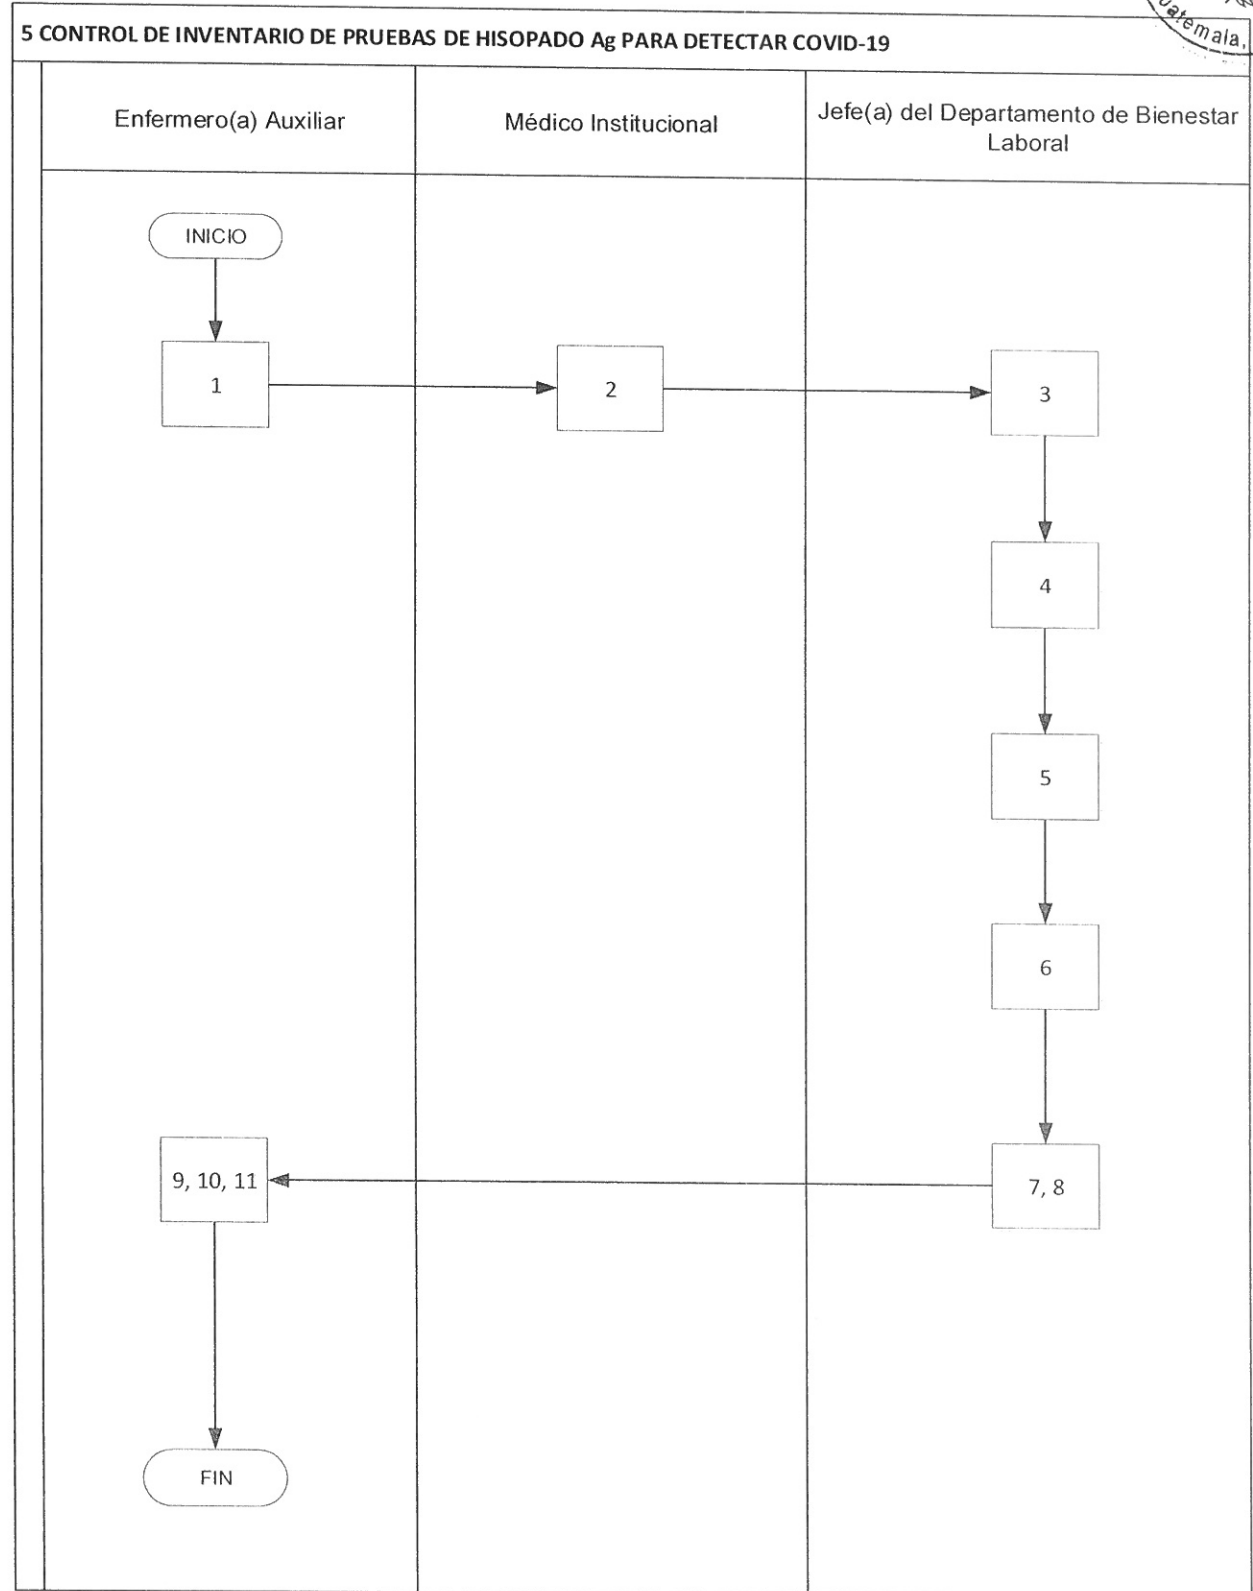 5 CONTROL DE INVENTARIO DE PRUEBAS DE HISOPADO Ag PARA DETECTAR COVID-19
Enfermero(a) Auxiliar
Médico Institucional
Jefe(a) del Departamento de Bienestar
Laboral
INICIO
1
2
3
4
5
6
9, 10, 11
7, 8
FIN